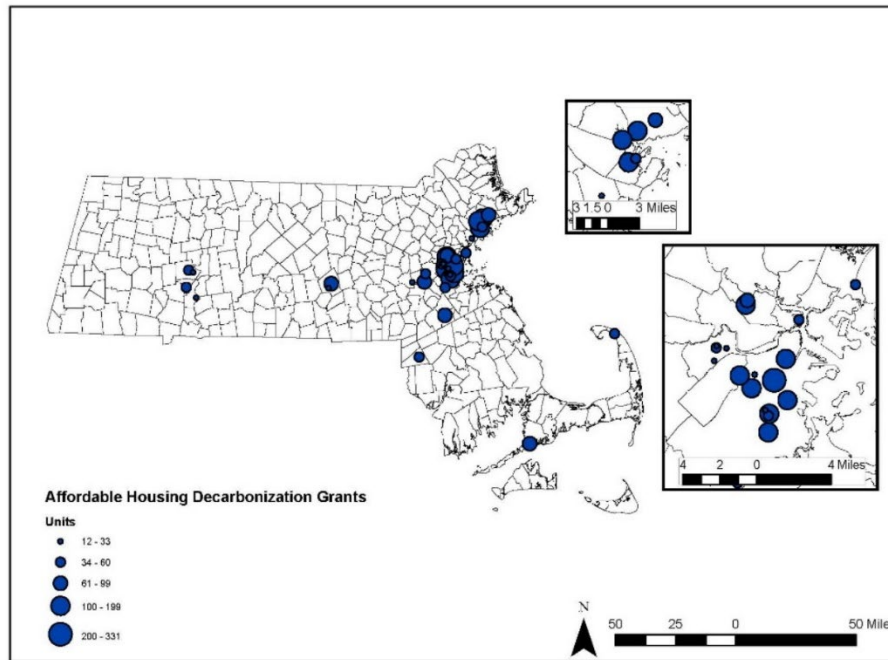 3 1.5 0 3 Miles
4 2 0 4 Miles
Affordable Housing Decarbonization Grants
Units
12 - 33
34 - 60
61 - 99
100 - 199
200 - 331
N
50 25 0 50 Mile